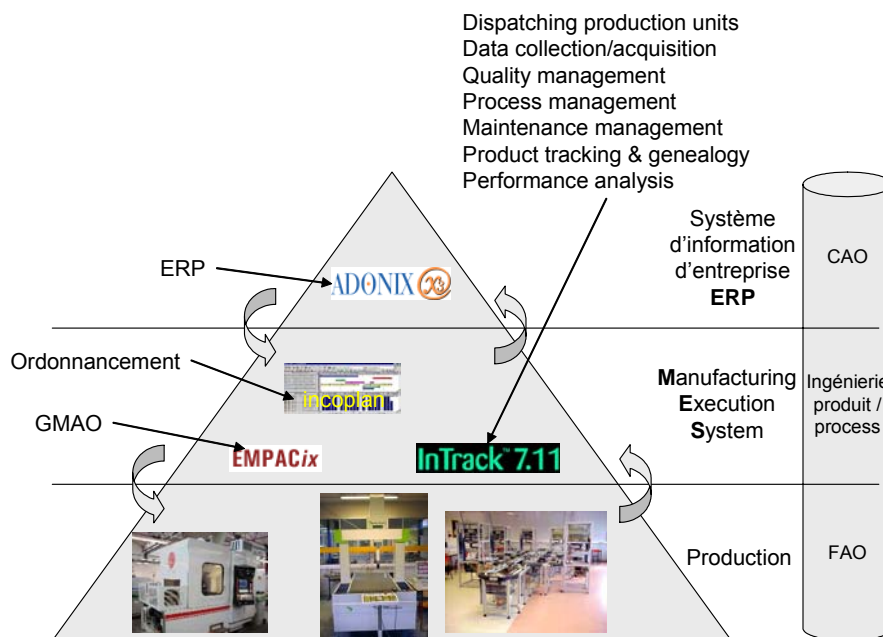 Dispatching production units
Data collection/acquisition
Quality management
Process management
Maintenance management
Product tracking & genealogy
Performance analysis
Système
d'information
d'entreprise
ERP
CAO
ERP
ADONIX X3
Ordonnancement
incoplan
GMAO
EMPACix
InTrack™ 7.11
Manufacturing
Execution
System
Ingénierie
produit /
process
Production
FAO